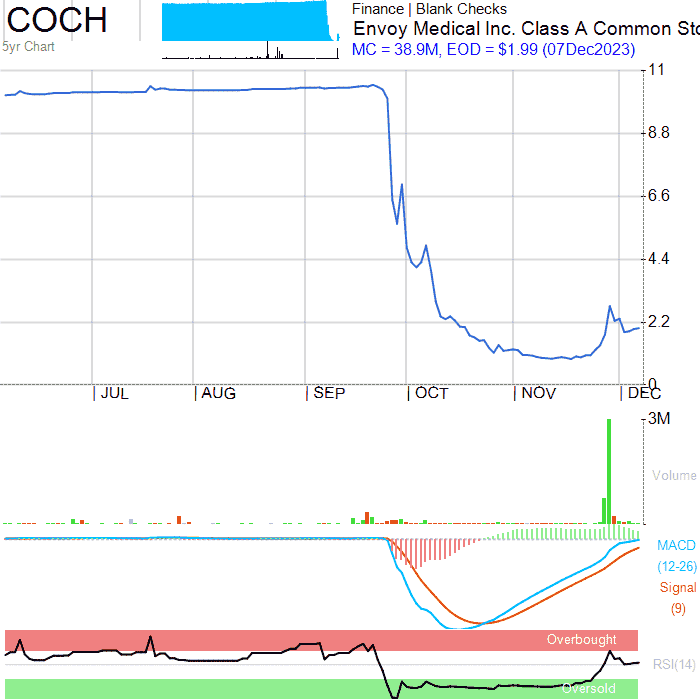 COCH
5yr Chart
Finance | Blank Checks
Envoy Medical Inc. Class A Common Sto
MC = 38.9M, EOD = $1.99 (07Dec2023)
11
8.8
6.6
4.4
2.2
0
JUL AUG SEP OCT NOV DEC
3M
Volume
MACD
(12-26)
Signal
(9)
Overbought
RSI(14)
Oversold